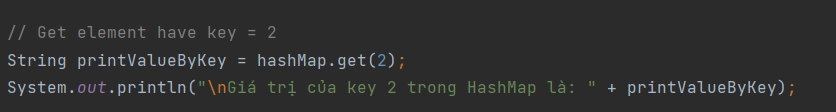 // Get element have key = 2
String printValueByKey = hashMap.get(2);
System.out.println("\nGiá trị của key 2 trong HashMap là: " + printValueByKey);